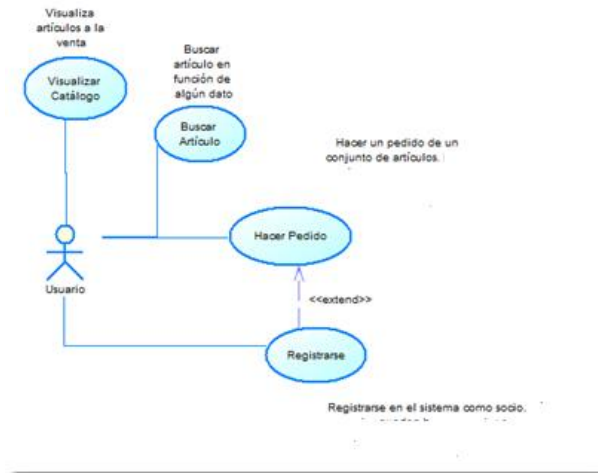 Visualiza
artículos a la
venta
Visualizar
Catálogo
Buscar
artículo en
función de
algún dato
Buscar
Artículo
Hacer un pedido de un
conjunto de artículos.
Hacer Pedido
Usuario
<<extend>>
Registrarse
Registrarse en el sistema como socio.